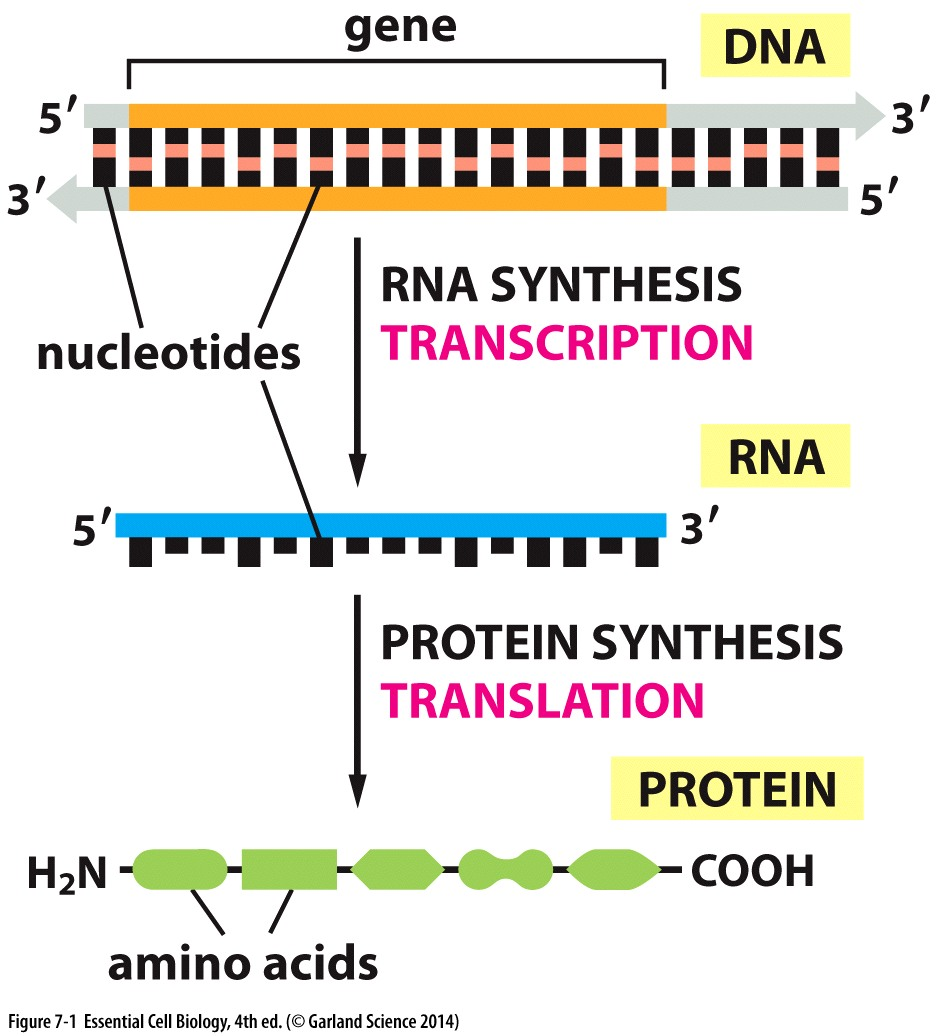 gene
DNA
5′
3′
3′
5′
RNA SYNTHESIS
TRANSCRIPTION
nucleotides
RNA
5′
3′
PROTEIN SYNTHESIS
TRANSLATION
PROTEIN
H₂N
COOH
amino acids
Figure 7-1 Essential Cell Biology, 4th ed. (© Garland Science 2014)